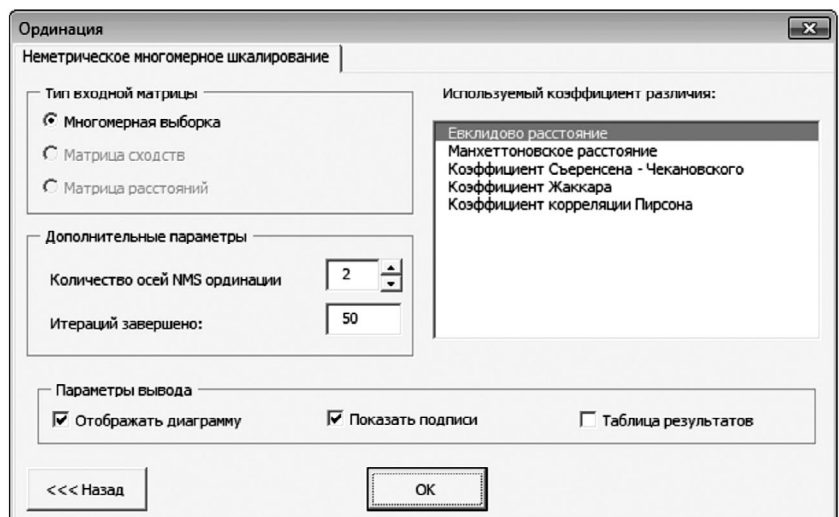 Ординация
Неметрическое многомерное шкалирование
Тип входной матрицы
Многомерная выборка
Матрица сходств
Матрица расстояний
Используемый коэффициент различия:
Евклидово расстояние
Манхеттоновское расстояние
Коэффициент Съеренсена - Чекановского
Коэффициент Жаккара
Коэффициент корреляции Пирсона
Дополнительные параметры
Количество осей NMS ординации
2
Итераций завершено:
50
Параметры вывода
Отображать диаграмму
Показать подписи
Таблица результатов
<<< Назад
ОК